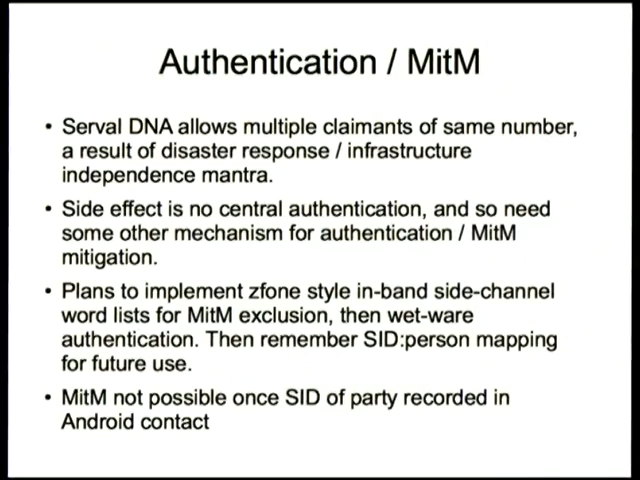 Authentication / MitM
• Serval DNA allows multiple claimants of same number,
a result of disaster response / infrastructure
independence mantra.
• Side effect is no central authentication, and so need
some other mechanism for authentication / MitM
mitigation.
• Plans to implement zfone style in-band side-channel
word lists for MitM exclusion, then wet-ware
authentication. Then remember SID:person mapping
for future use.
• MitM not possible once SID of party recorded in
Android contact